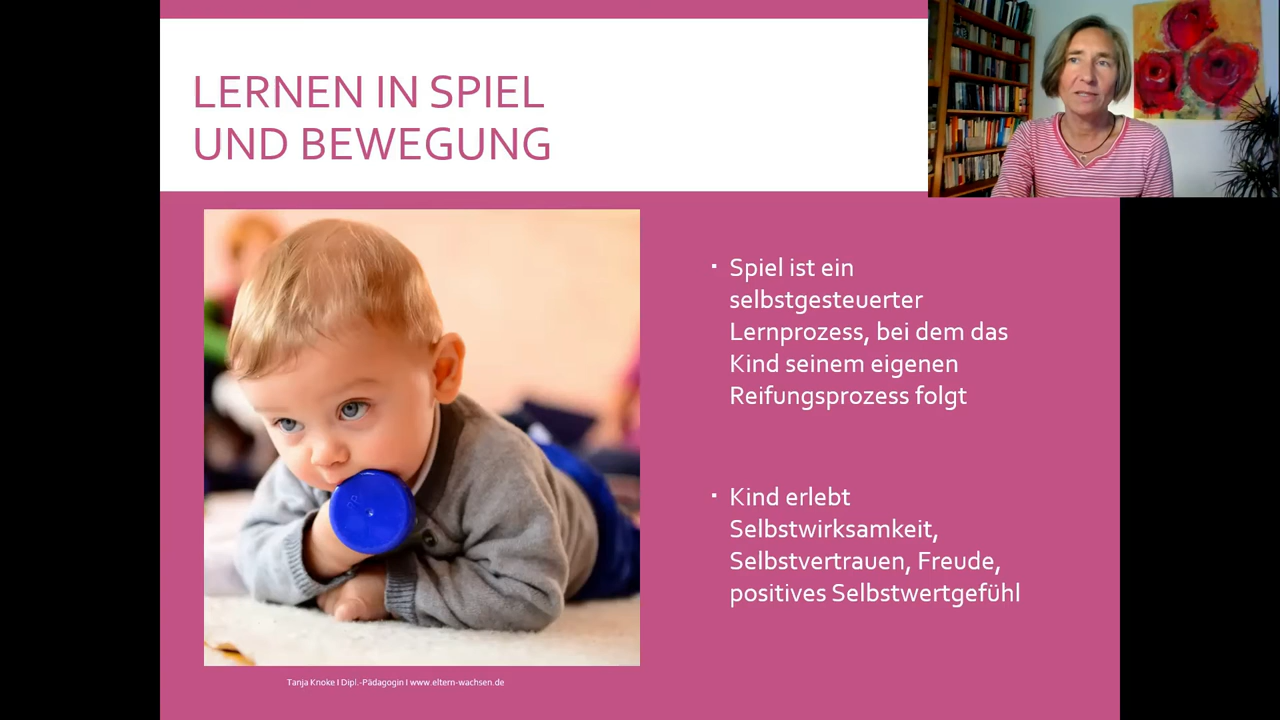 LERNEN IN SPIEL
UND BEWEGUNG
▪ Spiel ist ein
selbstgesteuerter
Lernprozess, bei dem das
Kind seinem eigenen
Reifungsprozess folgt
▪ Kind erlebt
Selbstwirksamkeit,
Selbstvertrauen, Freude,
positives Selbstwertgefühl
Tanja Knoke I Dipl.-Pädagogin I www.eltern-wachsen.de